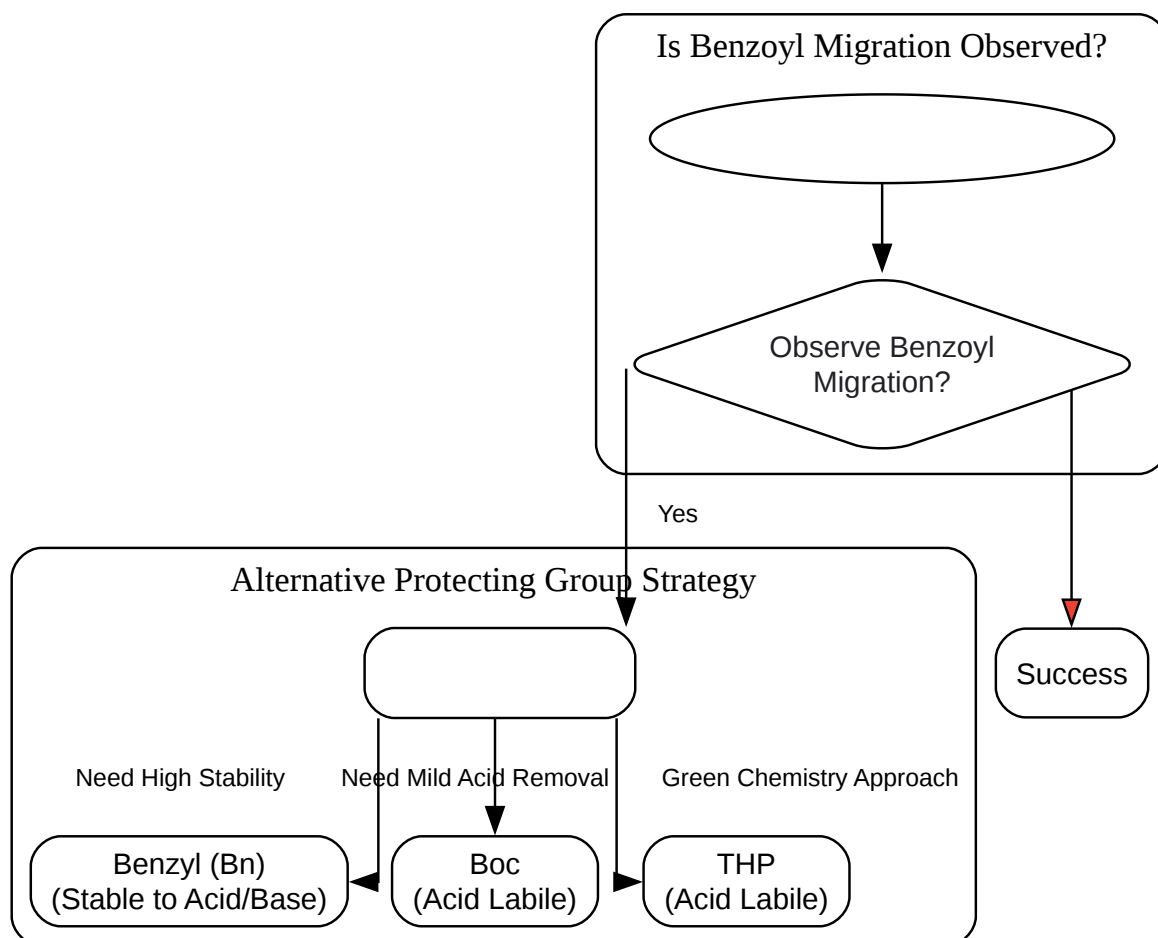 Is Benzoyl Migration Observed?
Observe Benzoyl
Migration?
Yes
Alternative Protecting Group Strategy
Success
Need High Stability
Need Mild Acid Removal
Green Chemistry Approach
Benzyl (Bn)
(Stable to Acid/Base)
Boc
(Acid Labile)
THP
(Acid Labile)